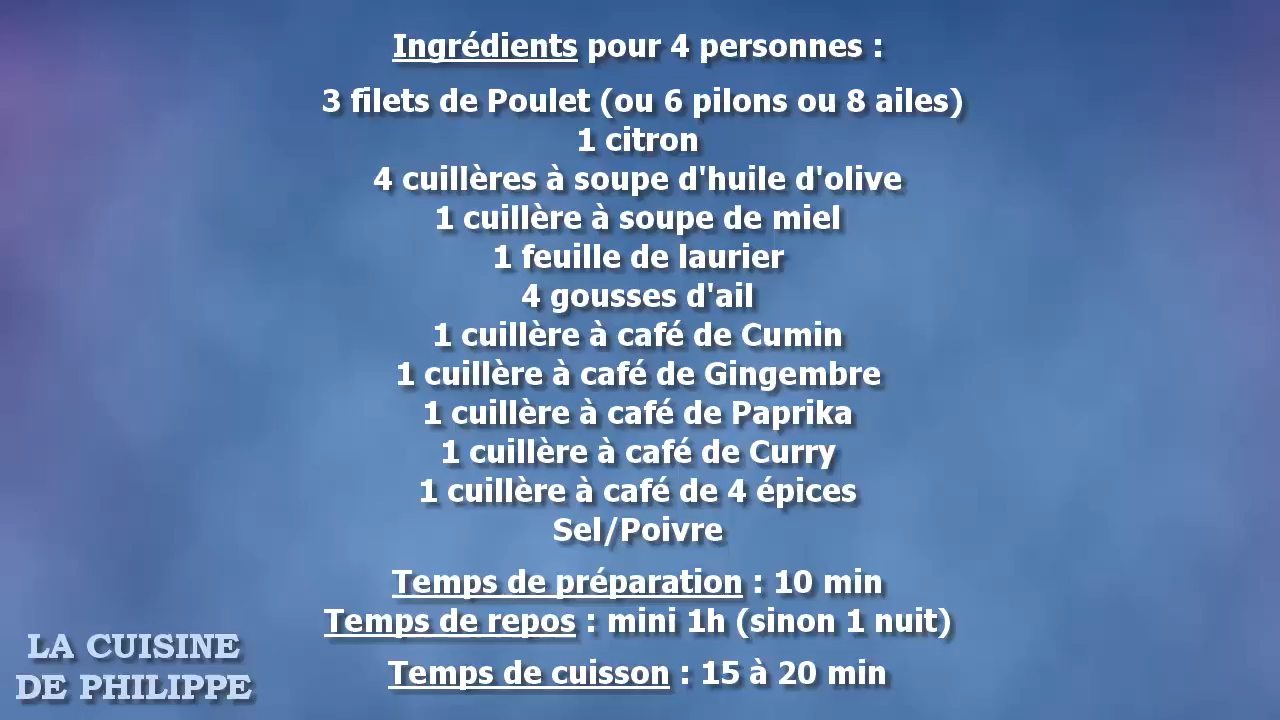 Ingrédients pour 4 personnes :
3 filets de Poulet (ou 6 pilons ou 8 ailes)
1 citron
4 cuillères à soupe d'huile d'olive
1 cuillère à soupe de miel
1 feuille de laurier
4 gousses d'ail
1 cuillère à café de Cumin
1 cuillère à café de Gingembre
1 cuillère à café de Paprika
1 cuillère à café de Curry
1 cuillère à café de 4 épices
Sel/Poivre
Temps de préparation : 10 min
Temps de repos : mini 1h (sinon 1 nuit)
Temps de cuisson : 15 à 20 min
LA CUISINE
DE PHILIPPE